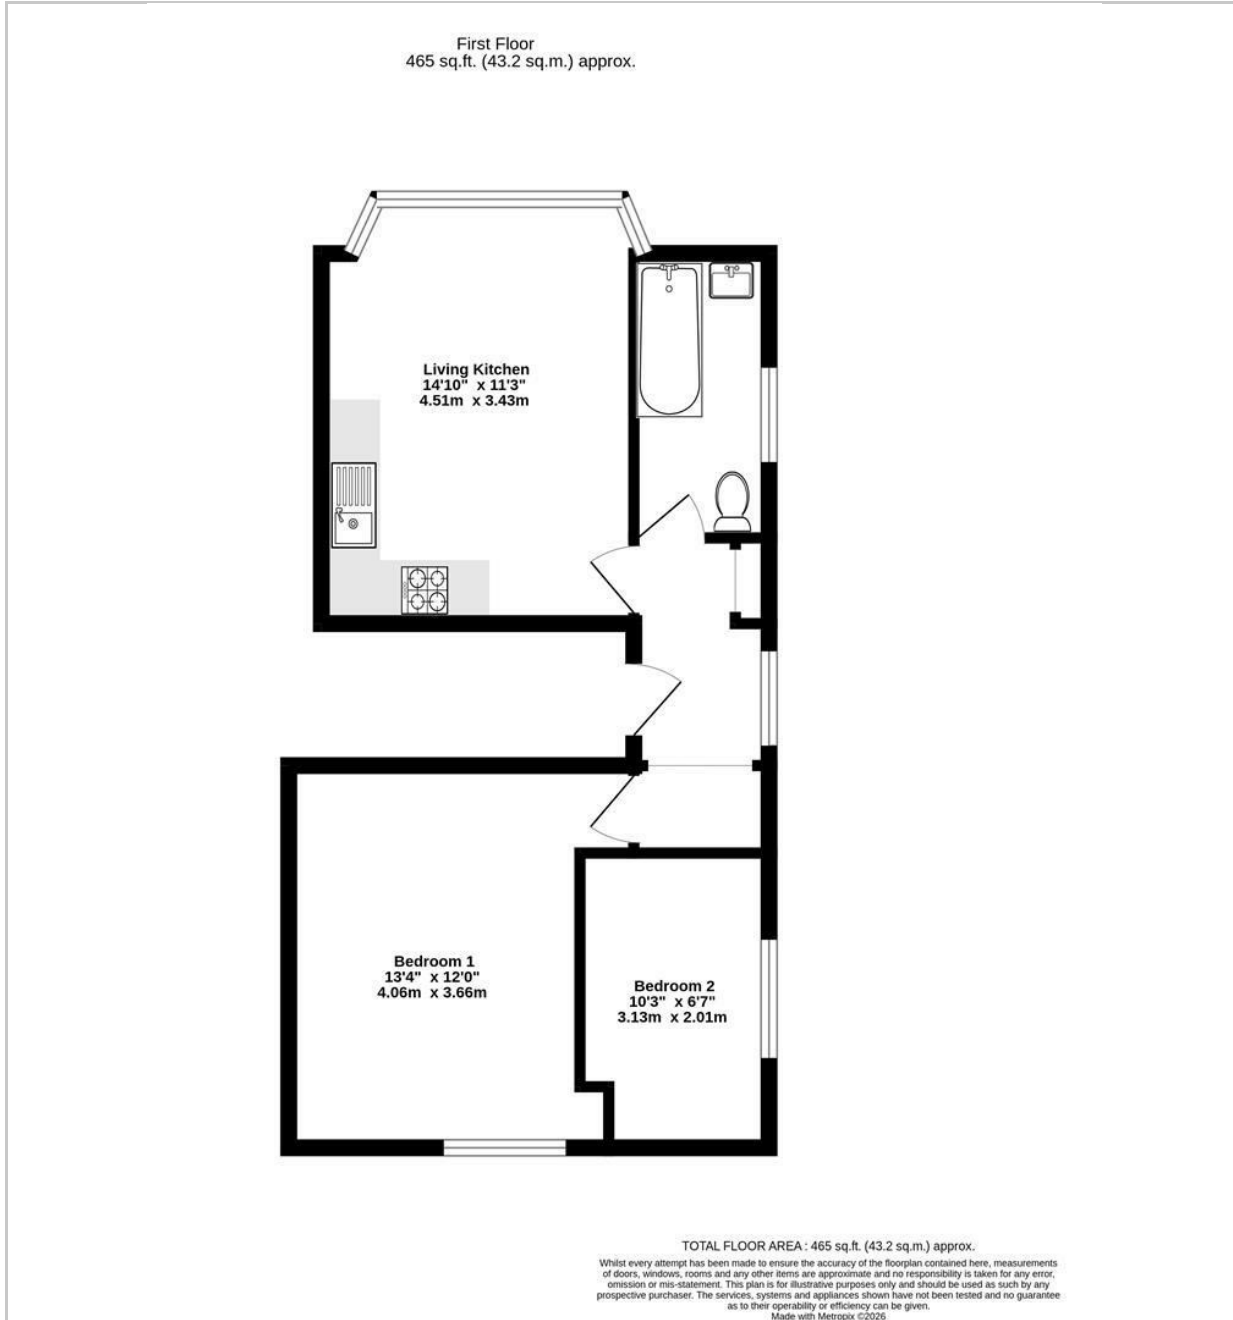 First Floor
465 sq.ft. (43.2 sq.m.) approx.
Living Kitchen
14'10" x 11'3"
4.51m x 3.43m
Bedroom 1
13'4" x 12'0"
4.06m x 3.66m
Bedroom 2
10'3" x 6'7"
3.13m x 2.01m
TOTAL FLOOR AREA : 465 sq.ft. (43.2 sq.m.) approx.
Whilst every attempt has been made to ensure the accuracy of the floorplan contained here, measurements
of doors, windows, rooms and any other items are approximate and no responsibility is taken for any error,
omission or mis-statement. This plan is for illustrative purposes only and should be used as such by any
prospective purchaser. The services, systems and appliances shown have not been tested and no guarantee
as to their operability or efficiency can be given.
Made with Metropix ©2026